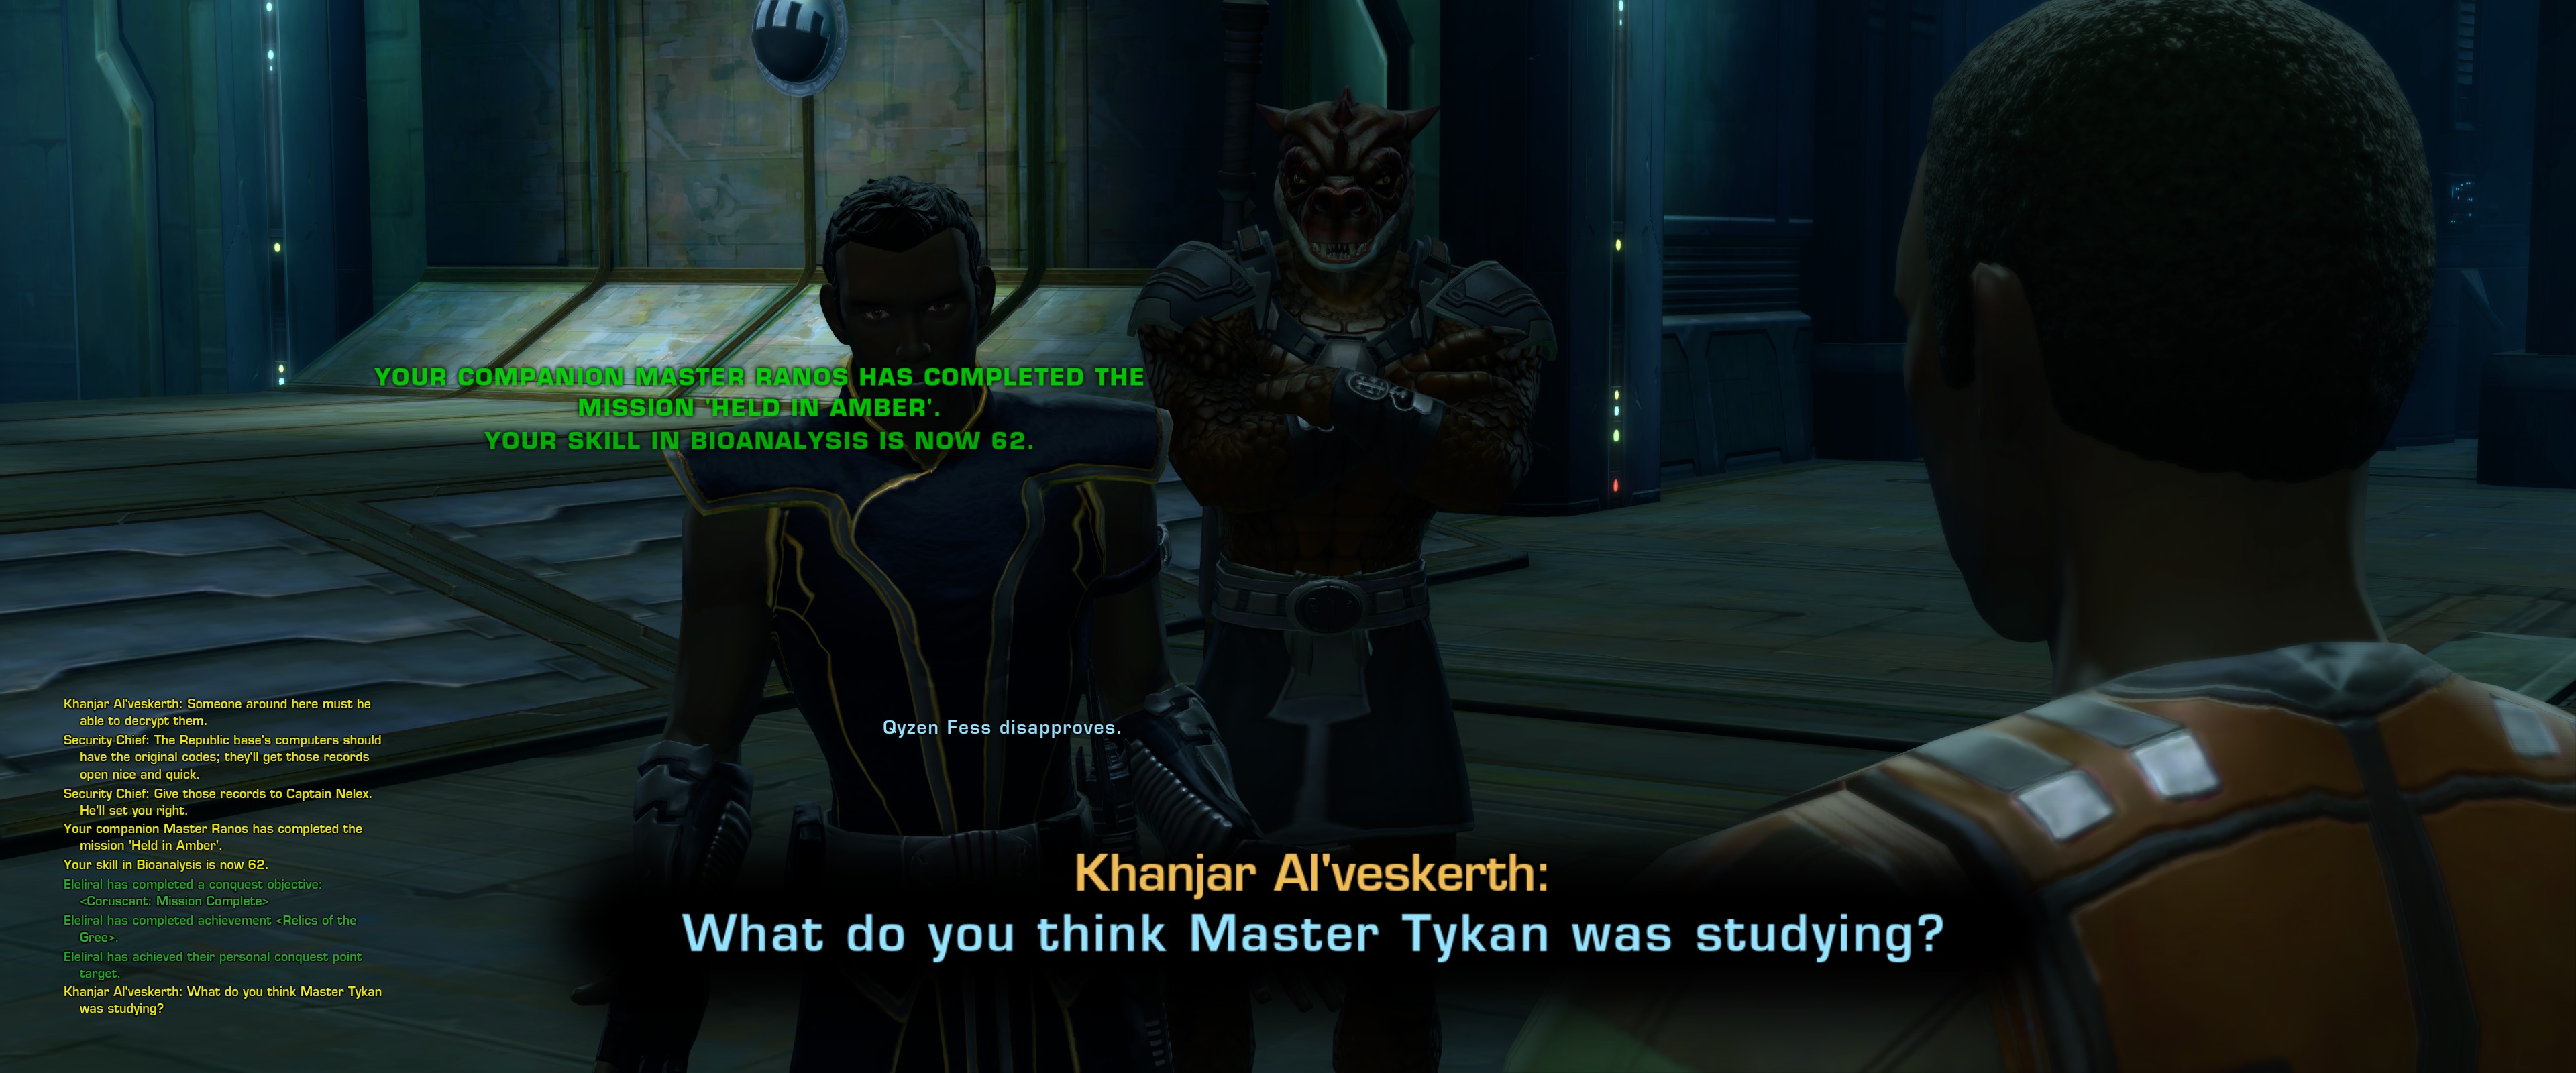 YOUR COMPANION MASTER RANOS HAS COMPLETED THE
MISSION 'HELD IN AMBER'.
YOUR SKILL IN BIOANALYSIS IS NOW 62.
Qyzen Fess disapproves.
Khanjar Al'veskerth: Someone around here must be
able to decrypt them.
Security Chief: The Republic base's computers should
have the original codes; they'll get those records
open nice and quick.
Security Chief: Give those records to Captain Nelex.
He'll set you right.
Your companion Master Ranos has completed the
mission 'Held in Amber'.
Your skill in Bioanalysis is now 62.
Eleliral has completed a conquest objective:
<Coruscant: Mission Complete>
Eleliral has completed achievement <Relics of the
Gree>.
Eleliral has achieved their personal conquest point
target.
Khanjar Al'veskerth: What do you think Master Tykan
was studying?
Khanjar Al'veskerth:
What do you think Master Tykan was studying?